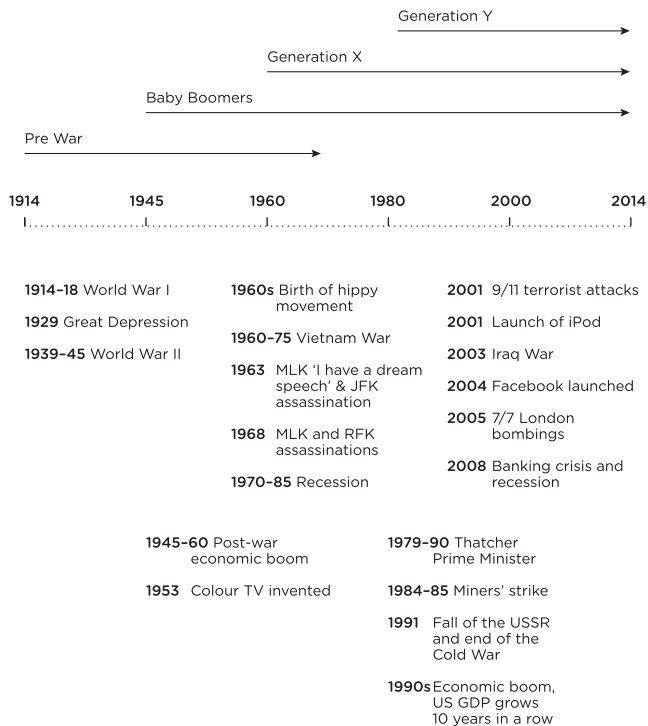 Generation Y
Generation X
Baby Boomers
Pre War
1914 1945 1960 1980 2000 2014
1914–18 World War I
1929 Great Depression
1939–45 World War II
1960s Birth of hippy
movement
1960–75 Vietnam War
1963 MLK ‘I have a dream
speech’ & JFK
assassination
1968 MLK and RFK
assassinations
1970–85 Recession
2001 9/11 terrorist attacks
2001 Launch of iPod
2003 Iraq War
2004 Facebook launched
2005 7/7 London
bombings
2008 Banking crisis and
recession
1945–60 Post-war
economic boom
1953 Colour TV invented
1979–90 Thatcher
Prime Minister
1984–85 Miners’ strike
1991 Fall of the USSR
and end of the
Cold War
1990s Economic boom,
US GDP grows
10 years in a row